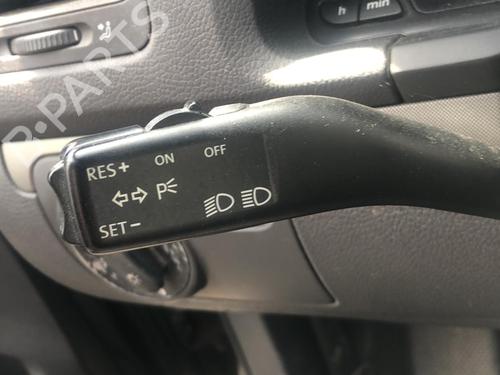 h min
B-PARTS
RES+ ON OFF
P
SET-